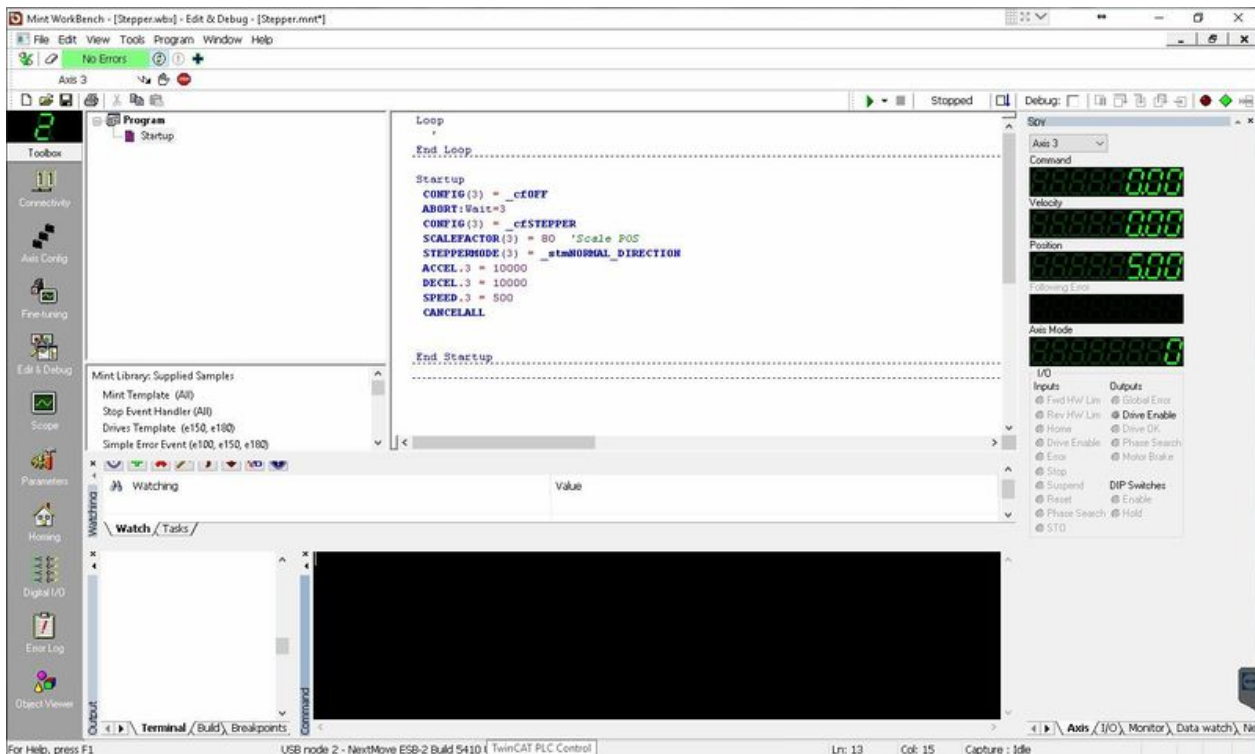 Mint WorkBench - [Stepper.wbx] - Edit & Debug - [Stepper.mnt*]
File Edit View Tools Program Window Help
No Errors
Axis 3
Stopped
Debug:
Toolbox
Connectivity
Axis Config
Fine-tuning
Edit & Debug
Scope
Parameters
Homing
Digital I/O
Error Log
Object Viewer
Program
Startup
Mint Library: Supplied Samples
Mint Template (All)
Stop Event Handler (All)
Drives Template (e150, e180)
Simple Error Event (e100, e150, e180)
Loop
'
End Loop
Startup
CONFIG(3) = _cfOFF
ABORT:Wait=3
CONFIG(3) = _cfSTEPPER
SCALEFACTOR(3) = 80 'Scale POS
STEPPERMODE(3) = _stmNORMAL_DIRECTION
ACCEL.3 = 10000
DECEL.3 = 10000
SPEED.3 = 500
CANCELALL
End Startup
Spy
Axis 3
Command
0.00
Velocity
0.00
Position
5.00
Following Error
Axis Mode
0
I/O
Inputs Outputs
Fwd HW Lim Global Error
Rev HW Lim Drive Enable
Home Drive OK
Drive Enable Phase Search
Error Motor Brake
Stop
Suspend DIP Switches
Reset Enable
Phase Search Hold
STO
Watching
Watching Value
Watch / Tasks
Output
Command
Terminal Build Breakpoints
Axis I/O Monitor Data watch
For Help, press F1
USB node 2 - NextMove ESB-2 Build 5410
TwinCAT PLC Control
Ln: 13 Col: 15 Capture : Idle